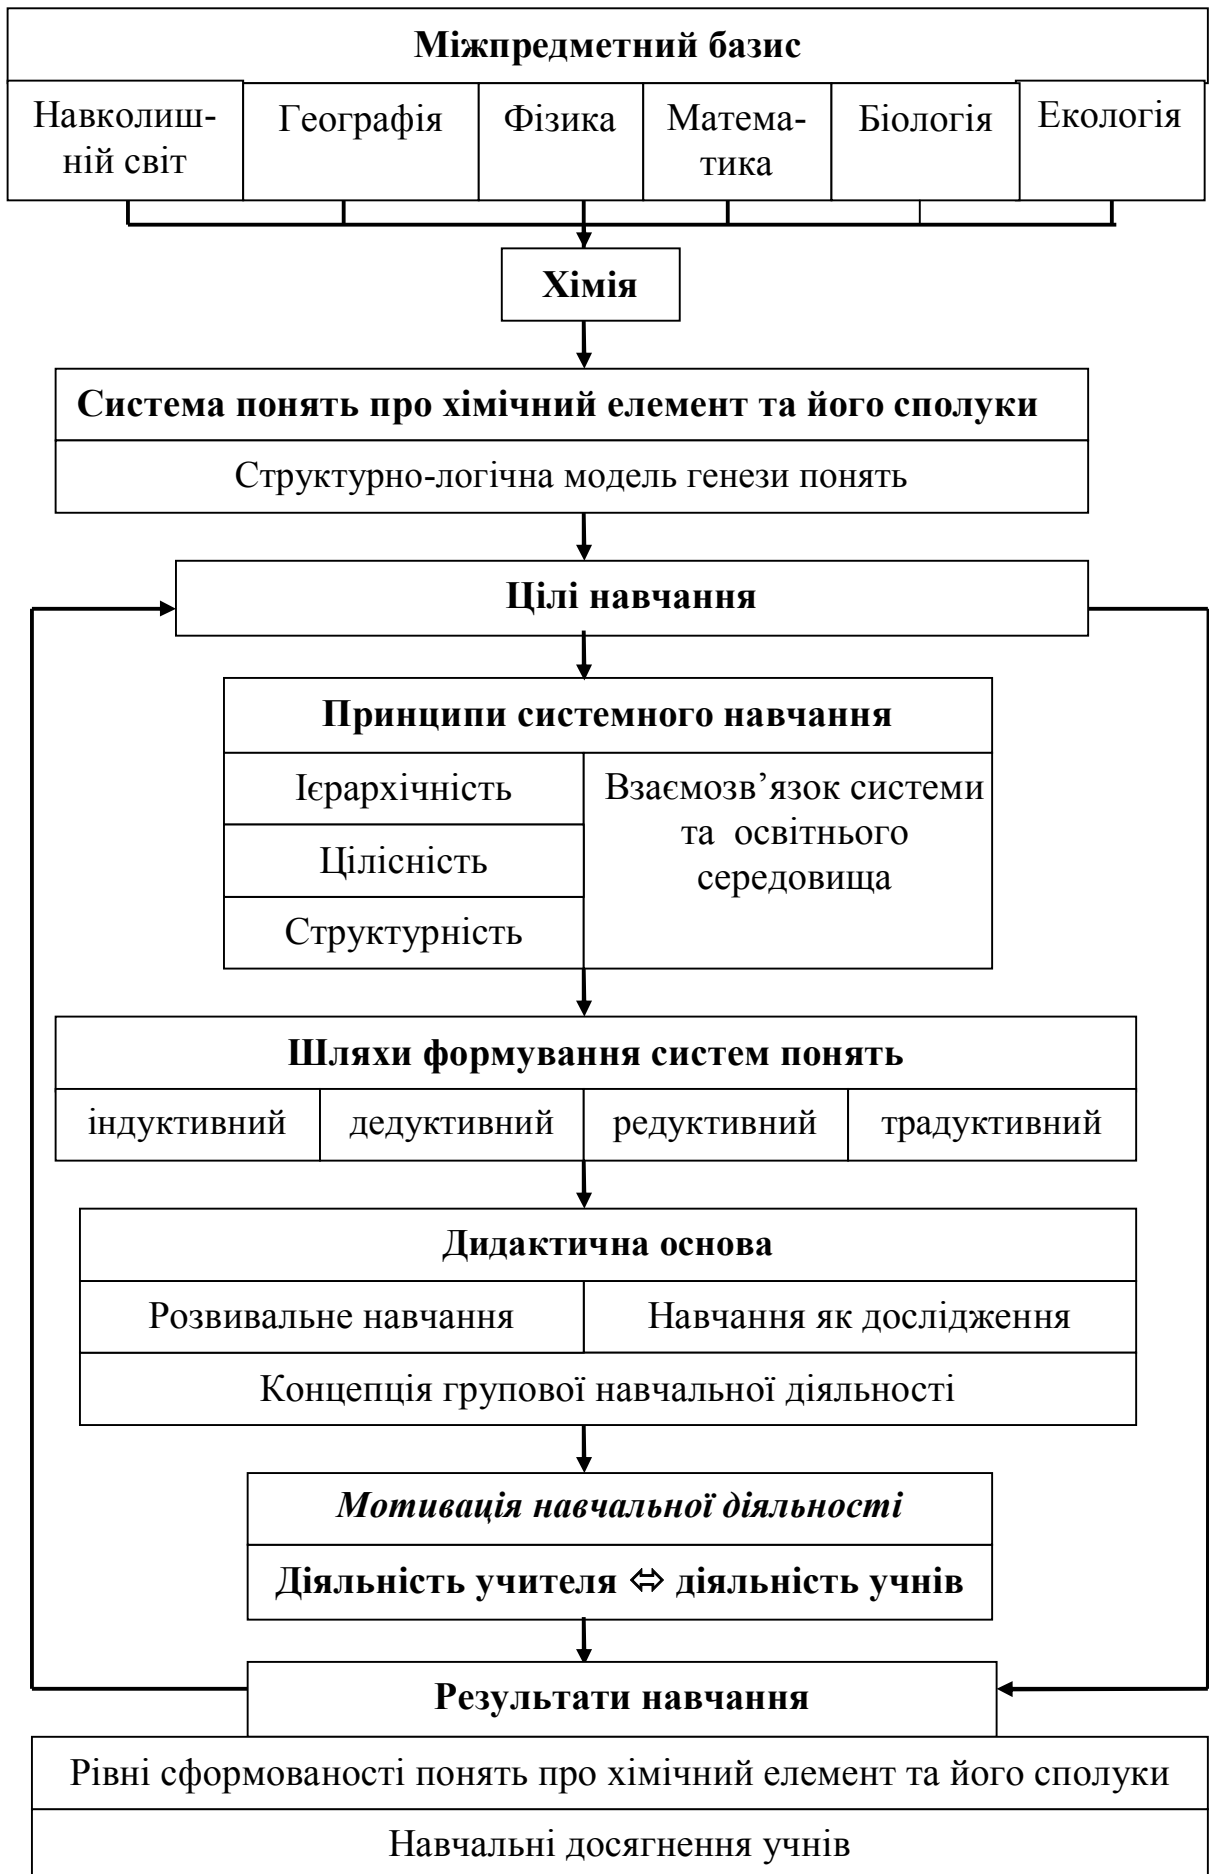 Міжпредметний базис
Навколиш-
ній світ
Географія
Фізика
Матема-
тика
Біологія
Екологія
Хімія
Система понять про хімічний елемент та його сполуки
Структурно-логічна модель генези понять
Цілі навчання
Принципи системного навчання
Ієрархічність
Цілісність
Структурність
Взаємозв’язок системи
та освітнього
середовища
Шляхи формування систем понять
індуктивний
дедуктивний
редуктивний
традуктивний
Дидактична основа
Розвивальне навчання
Навчання як дослідження
Концепція групової навчальної діяльності
Мотивація навчальної діяльності
Діяльність учителя ⇔ діяльність учнів
Результати навчання
Рівні сформованості понять про хімічний елемент та його сполуки
Навчальні досягнення учнів